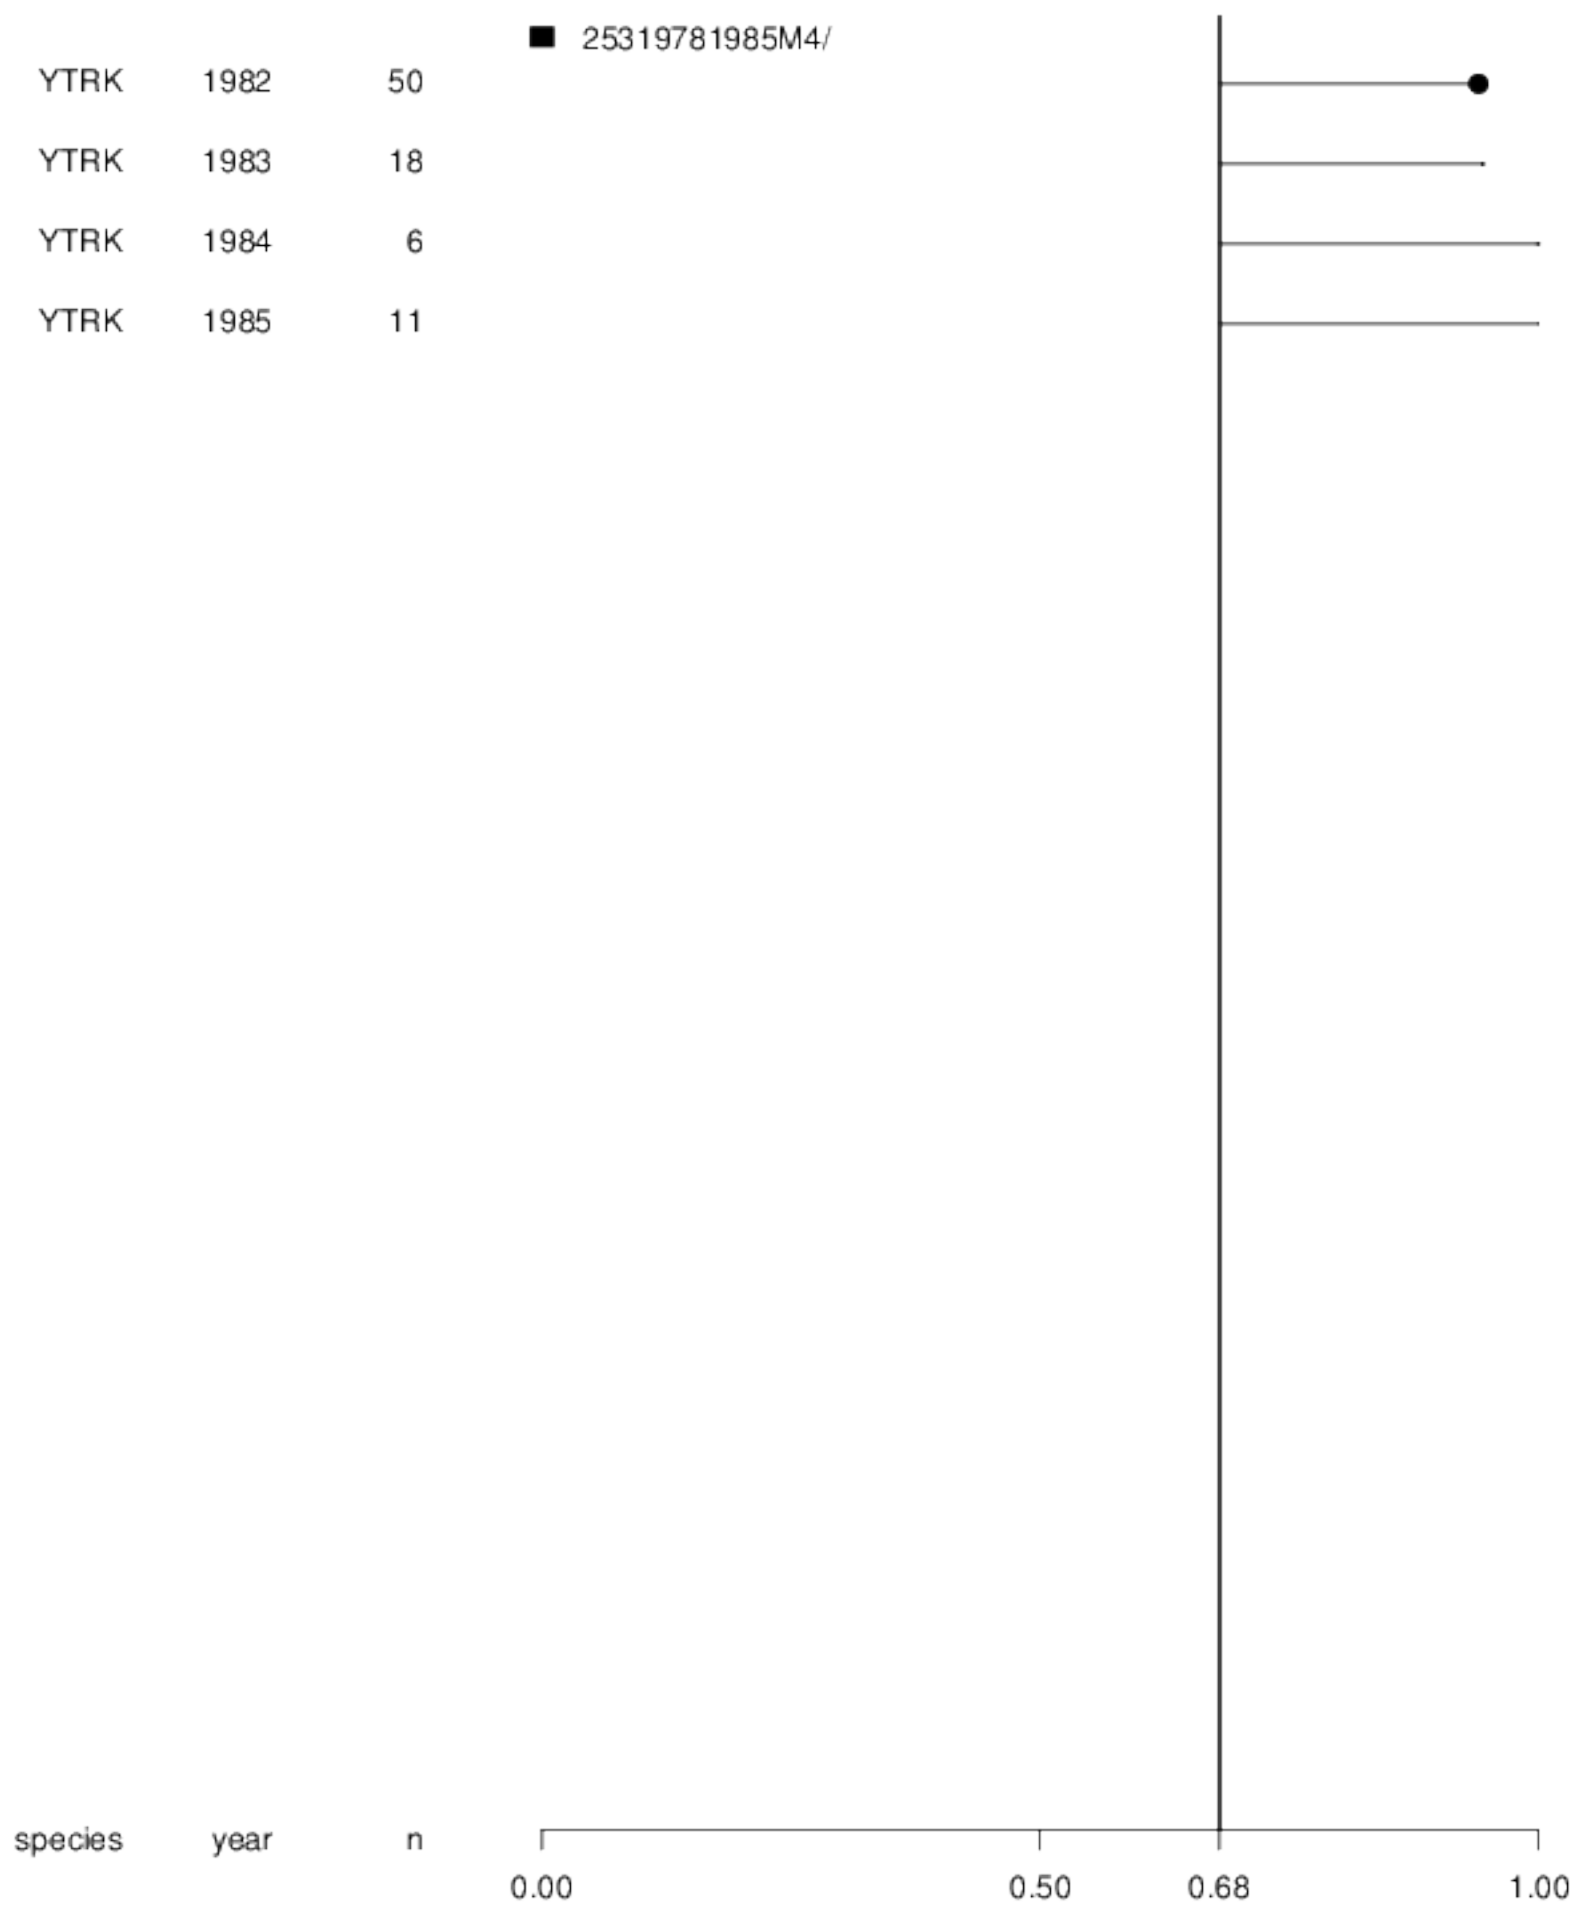 25319781985M4/
YTRK 1982 50
YTRK 1983 18
YTRK 1984 6
YTRK 1985 11
species year n
0.00 0.50 0.68 1.00